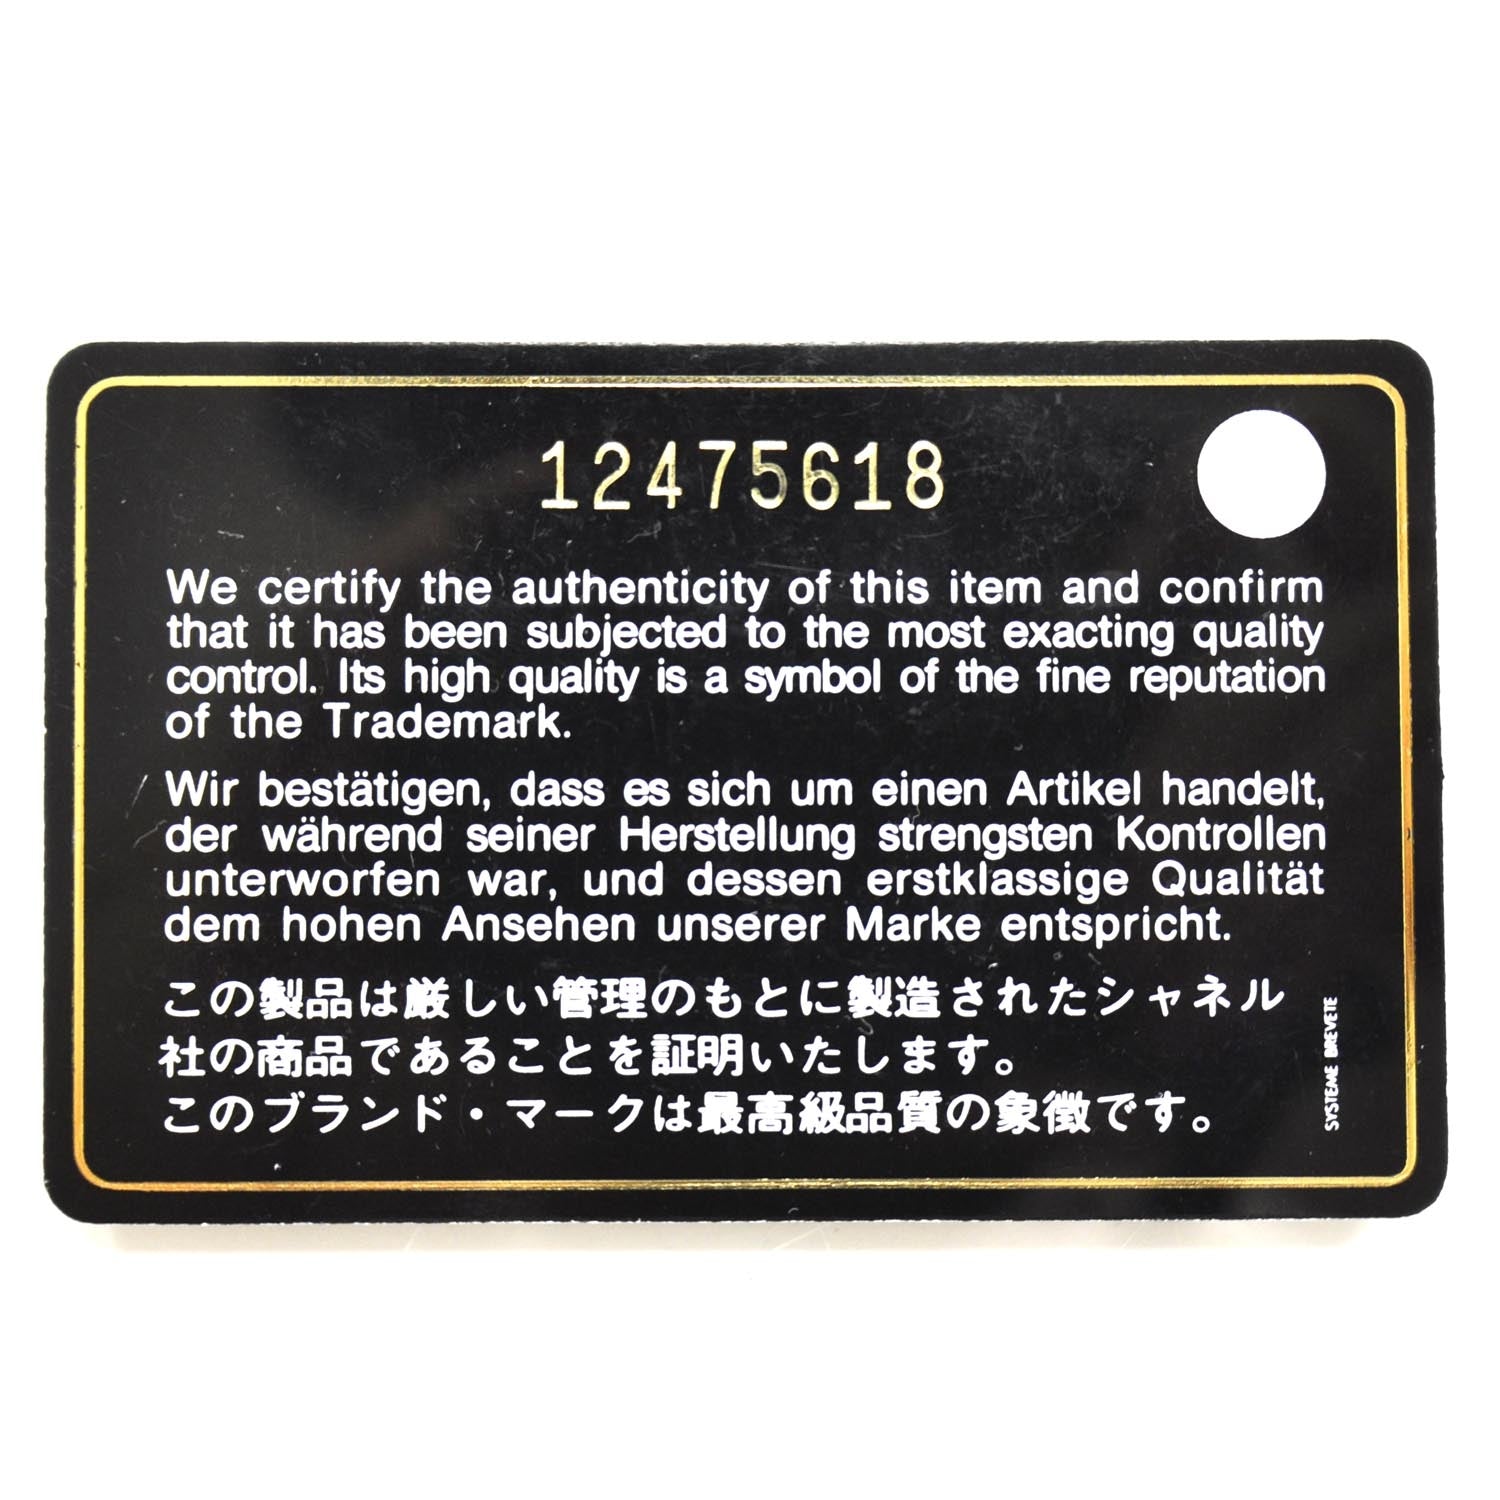 12475618
We certify the authenticity of this item and confirm
that it has been subjected to the most exacting quality
control. Its high quality is a symbol of the fine reputation
of the Trademark.
Wir bestätigen, dass es sich um einen Artikel handelt,
der während seiner Herstellung strengsten Kontrollen
unterworfen war, und dessen erstklassige Qualität
dem hohen Ansehen unserer Marke entspricht.
この製品は厳しい管理のもとに製造されたシャネル
社の商品であることを証明いたします。
このブランド・マークは最高級品質の象徴です。
SYSTEME BREVETE